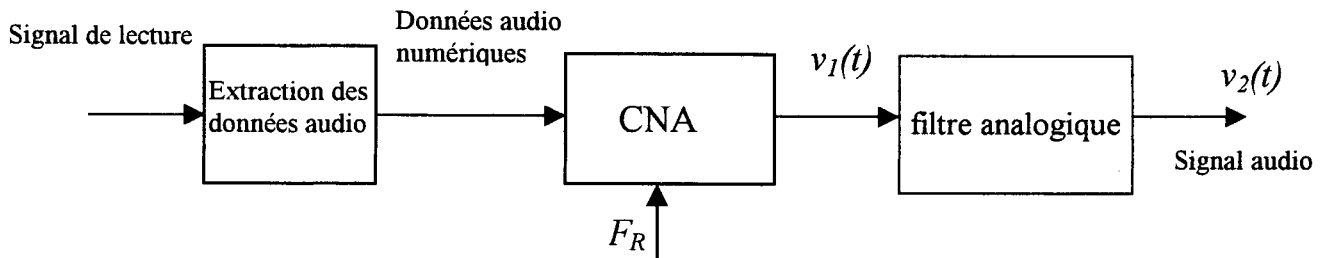 Signal de lecture
Extraction des
données audio
Données audio
numériques
CNA
F_R
v_1(t)
filtre analogique
v_2(t)
Signal audio